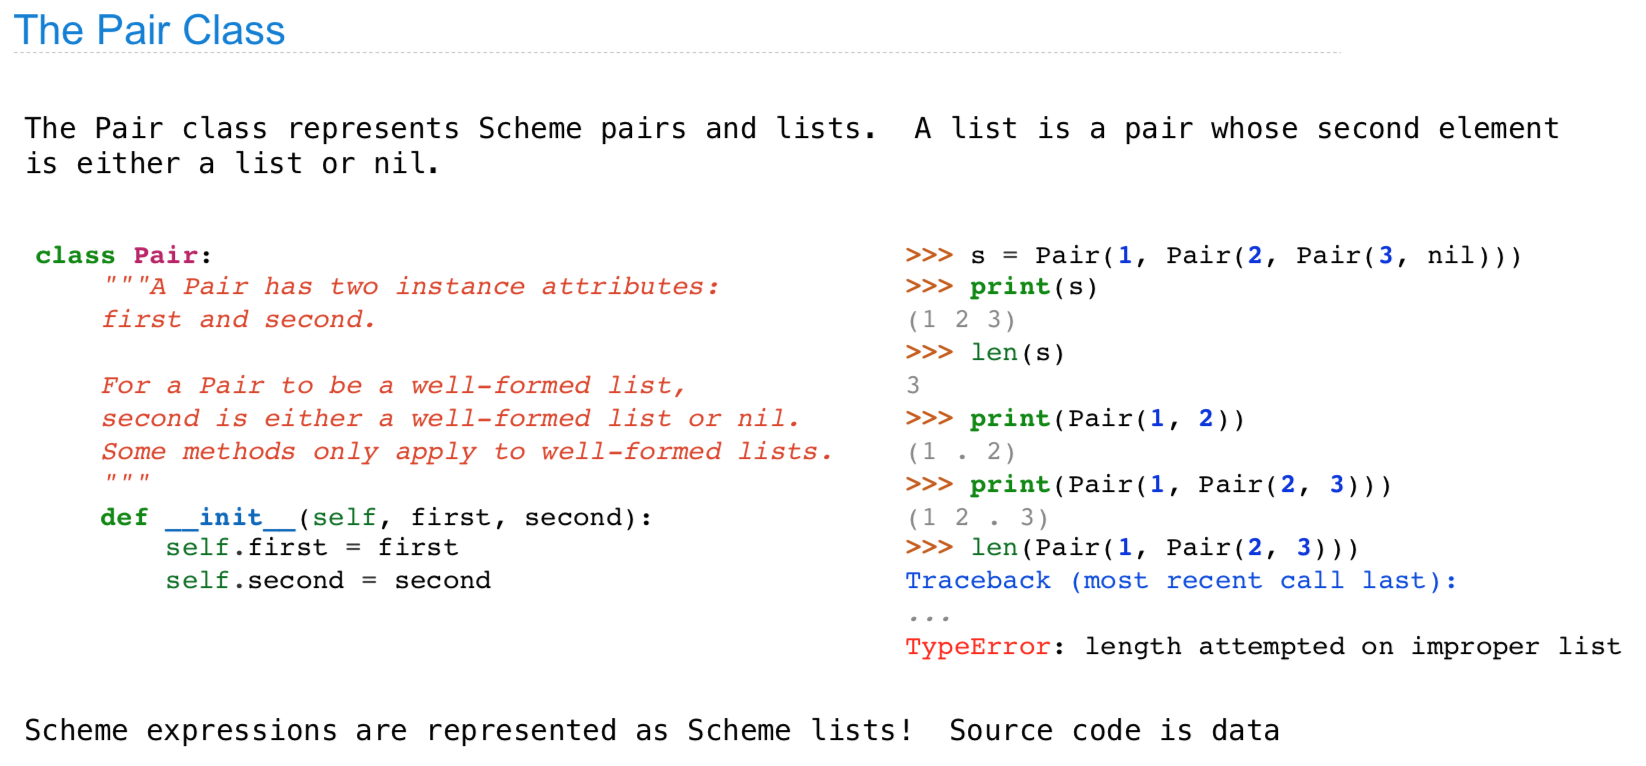 The Pair Class
The Pair class represents Scheme pairs and lists.  A list is a pair whose second element
is either a list or nil.
class Pair:
    """A Pair has two instance attributes:
    first and second.
    For a Pair to be a well-formed list,
    second is either a well-formed list or nil.
    Some methods only apply to well-formed lists.
    """
    def __init__(self, first, second):
        self.first = first
        self.second = second
>>> s = Pair(1, Pair(2, Pair(3, nil)))
>>> print(s)
(1 2 3)
>>> len(s)
3
>>> print(Pair(1, 2))
(1 . 2)
>>> print(Pair(1, Pair(2, 3)))
(1 2 . 3)
>>> len(Pair(1, Pair(2, 3)))
Traceback (most recent call last):
...
TypeError: length attempted on improper list
Scheme expressions are represented as Scheme lists!  Source code is data